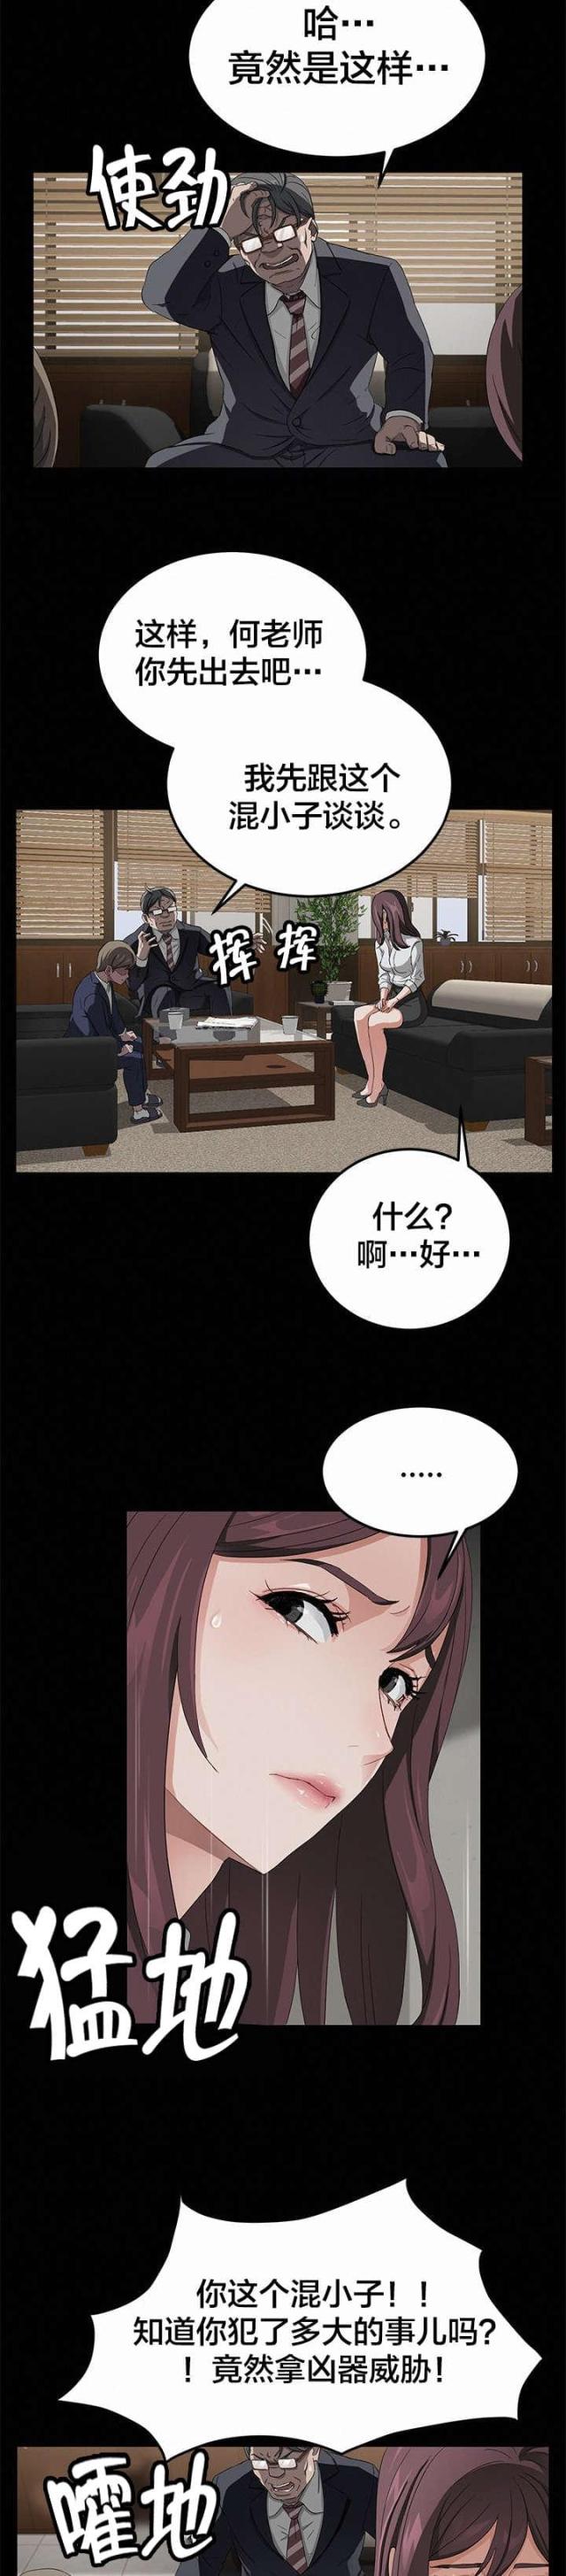 哈…
竟然是这样…
使劲
这样，何老师
你先出去吧…
我先跟这个
混小子谈谈。
挥 挥
什么？
啊…好…
.....
猛地
你这个混小子！！
知道你犯了多大的事儿吗？
！竟然拿凶器威胁！
嚯地